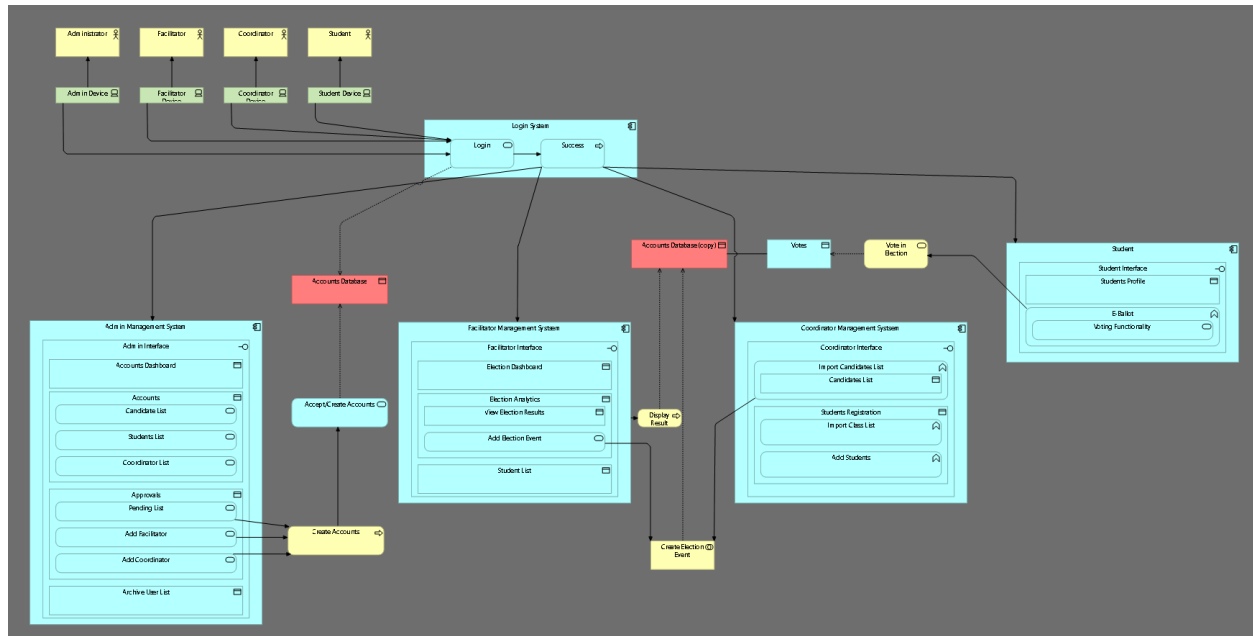 Administrator
Facilitator
Coordinator
Student
Admin Device
Facilitator
Device
Coordinator
Device
Student Device
Login System
Login
Success
Accounts Database (copy)
Votes
Vote in
Election
Student
Student Interface
Students Profile
E-Ballot
Voting Functionality
Accounts Database
Admin Management System
Admin Interface
Accounts Dashboard
Accounts
Candidate List
Students List
Coordinator List
Approvals
Pending List
Add Facilitator
Add Coordinator
Archive User List
Accept/Create Accounts
Create Accounts
Facilitator Management Systsem
Facilitator Interface
Election Dashboard
Election Analytics
View Election Results
Add Election Event
Student List
Display
Result
Create Election
Event
Coordinator Management Systsem
Coordinator Interface
Import Candidates List
Candidates List
Students Registration
Import Class List
Add Students